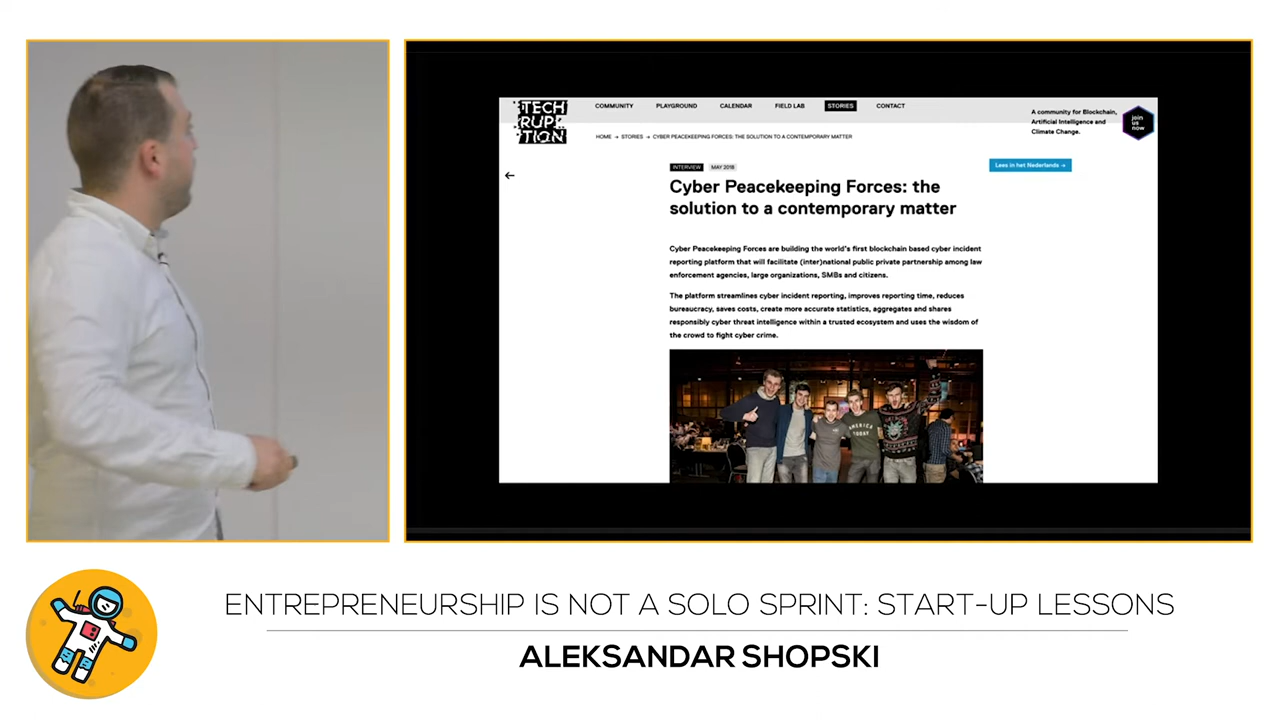 TECH
RUP
TION
COMMUNITY
PLAYGROUND
CALENDAR
FIELD LAB
STORIES
CONTACT
A community for Blockchain,
Artificial Intelligence and
Climate Change.
join
us
now
HOME → STORIES → CYBER PEACEKEEPING FORCES: THE SOLUTION TO A CONTEMPORARY MATTER
Lees in het Nederlands →
←
INTERVIEW MAY 2018
Cyber Peacekeeping Forces: the
solution to a contemporary matter
Cyber Peacekeeping Forces are building the world's first blockchain based cyber incident
reporting platform that will facilitate (inter)national public private partnership among law
enforcement agencies, large organizations, SMBs and citizens.
The platform streamlines cyber incident reporting, improves reporting time, reduces
bureaucracy, saves costs, create more accurate statistics, aggregates and shares
responsibly cyber threat intelligence within a trusted ecosystem and uses the wisdom of
the crowd to fight cyber crime.
AMERICA
TODAY
ENTREPRENEURSHIP IS NOT A SOLO SPRINT: START-UP LESSONS
ALEKSANDAR SHOPSKI